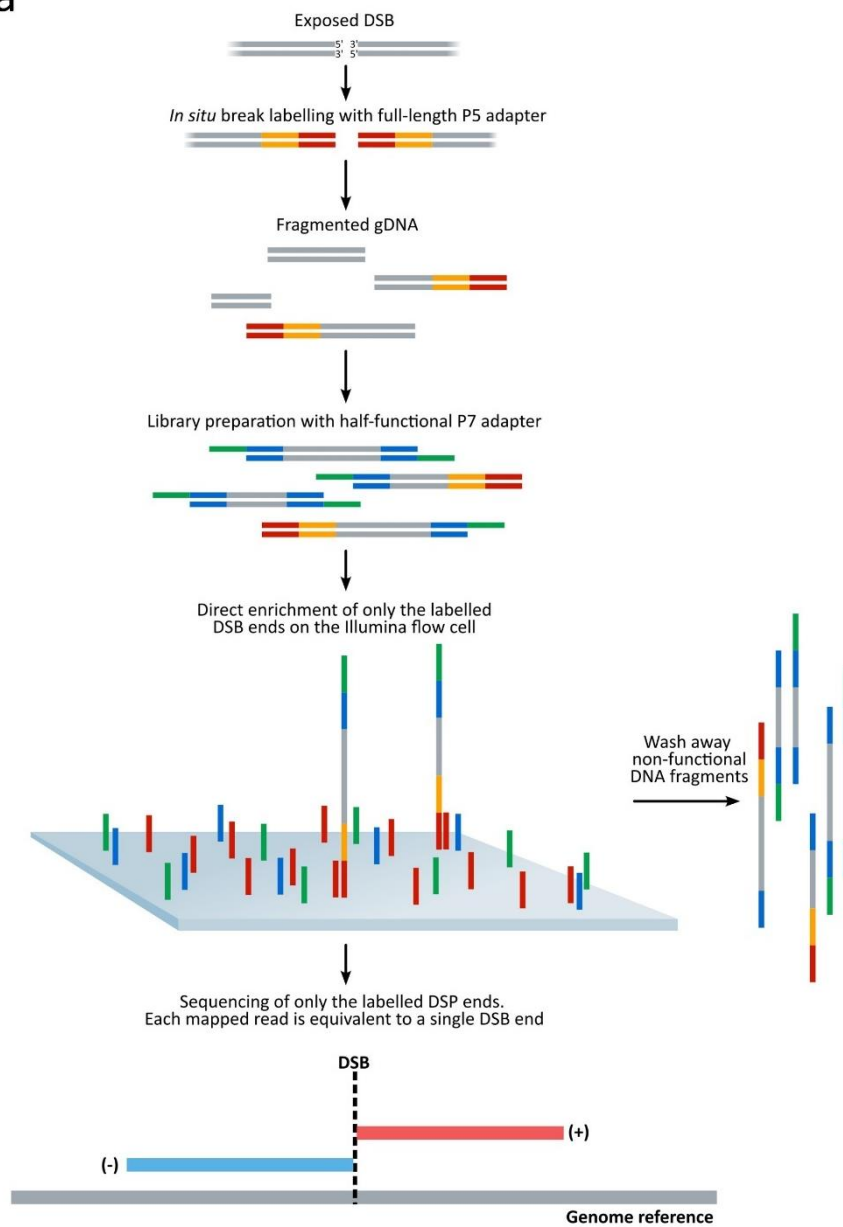 a
Exposed DSB
5' 3'
3' 5'
In situ break labelling with full-length P5 adapter
Fragmented gDNA
Library preparation with half-functional P7 adapter
Direct enrichment of only the labelled
DSB ends on the Illumina flow cell
Wash away
non-functional
DNA fragments
Sequencing of only the labelled DSP ends.
Each mapped read is equivalent to a single DSB end
DSB
(+)
(-)
Genome reference